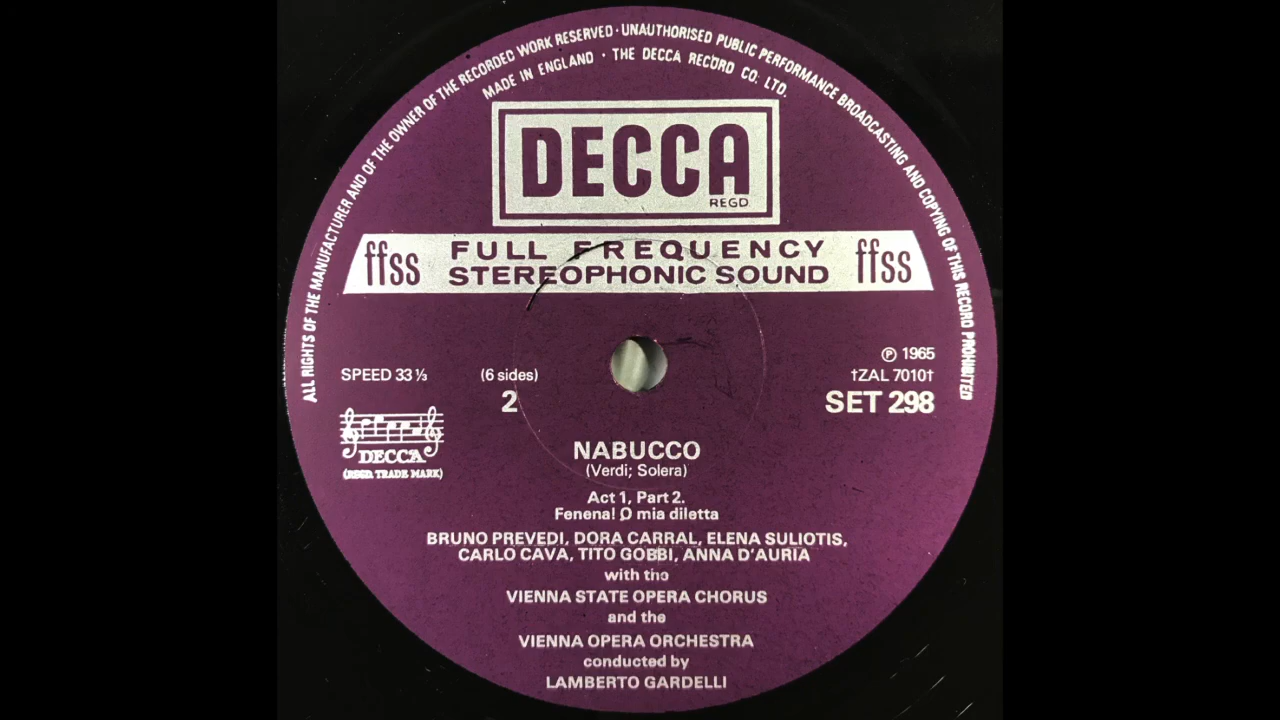 ALL RIGHTS OF THE MANUFACTURER AND OF THE OWNER OF THE RECORDED WORK RESERVED · UNAUTHORISED PUBLIC PERFORMANCE BROADCASTING AND COPYING OF THIS RECORD PROHIBITED
MADE IN ENGLAND · THE DECCA RECORD CO. LTD.
DECCA
REGD
ffss FULL FREQUENCY ffss
STEREOPHONIC SOUND
Ⓟ 1965
SPEED 33⅓ (6 sides) †ZAL 7010†
2 SET 298
DECCA
(REGD. TRADE MARK)
NABUCCO
(Verdi; Solera)
Act 1, Part 2.
Fenena! O mia diletta
BRUNO PREVEDI, DORA CARRAL, ELENA SULIOTIS,
CARLO CAVA, TITO GOBBI, ANNA D'AURIA
with the
VIENNA STATE OPERA CHORUS
and the
VIENNA OPERA ORCHESTRA
conducted by
LAMBERTO GARDELLI